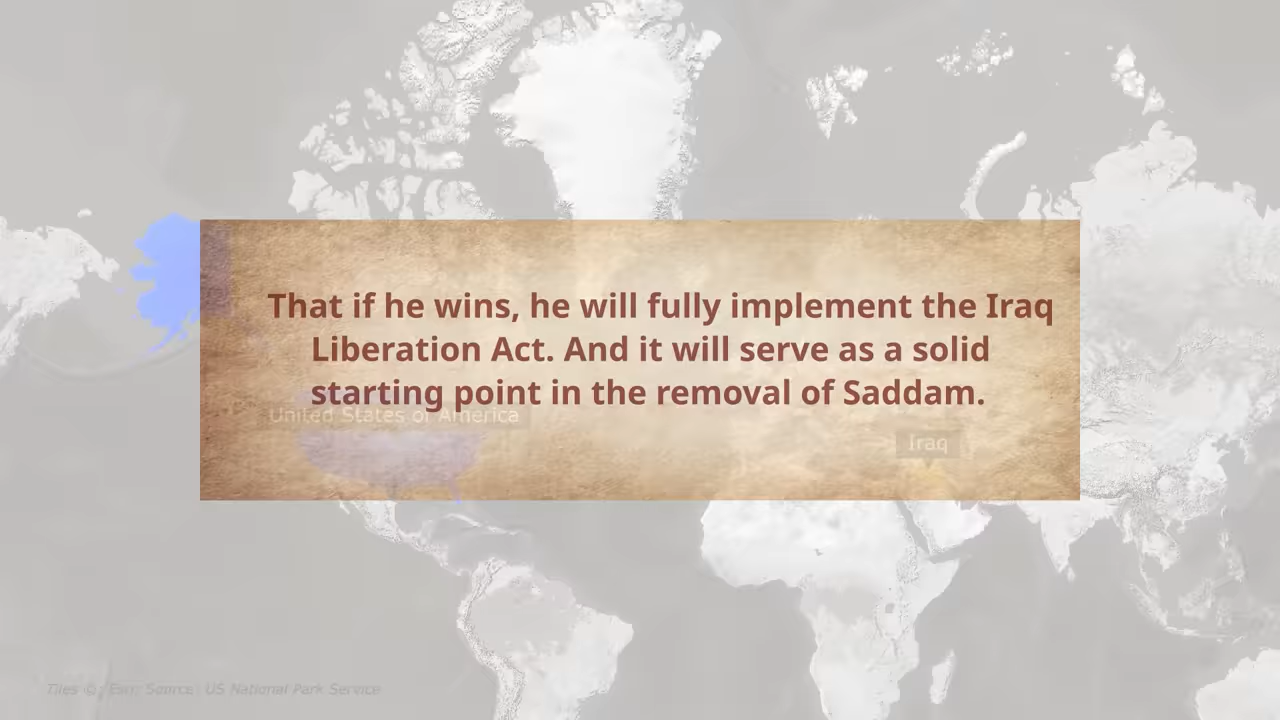 That if he wins, he will fully implement the Iraq
Liberation Act. And it will serve as a solid
starting point in the removal of Saddam.
United States of America
Iraq
Tiles © Esri; Source: US National Park Service